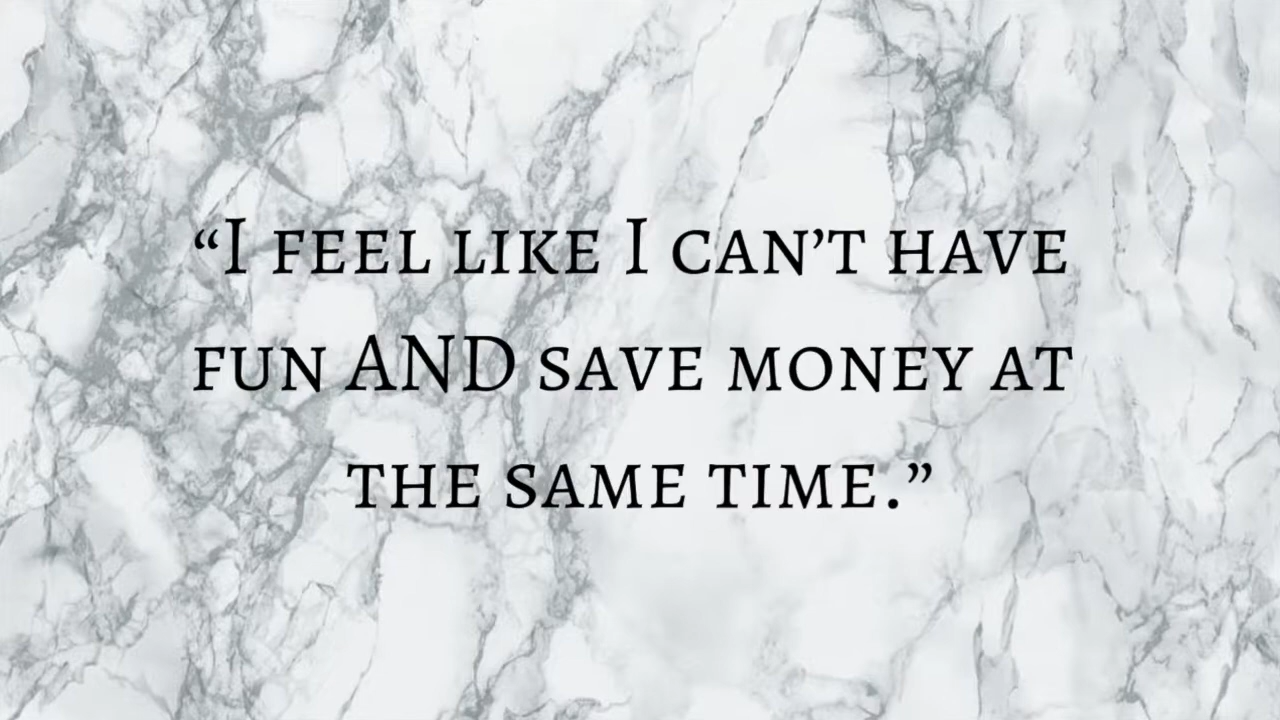 “I FEEL LIKE I CAN’T HAVE
FUN AND SAVE MONEY AT
THE SAME TIME.”